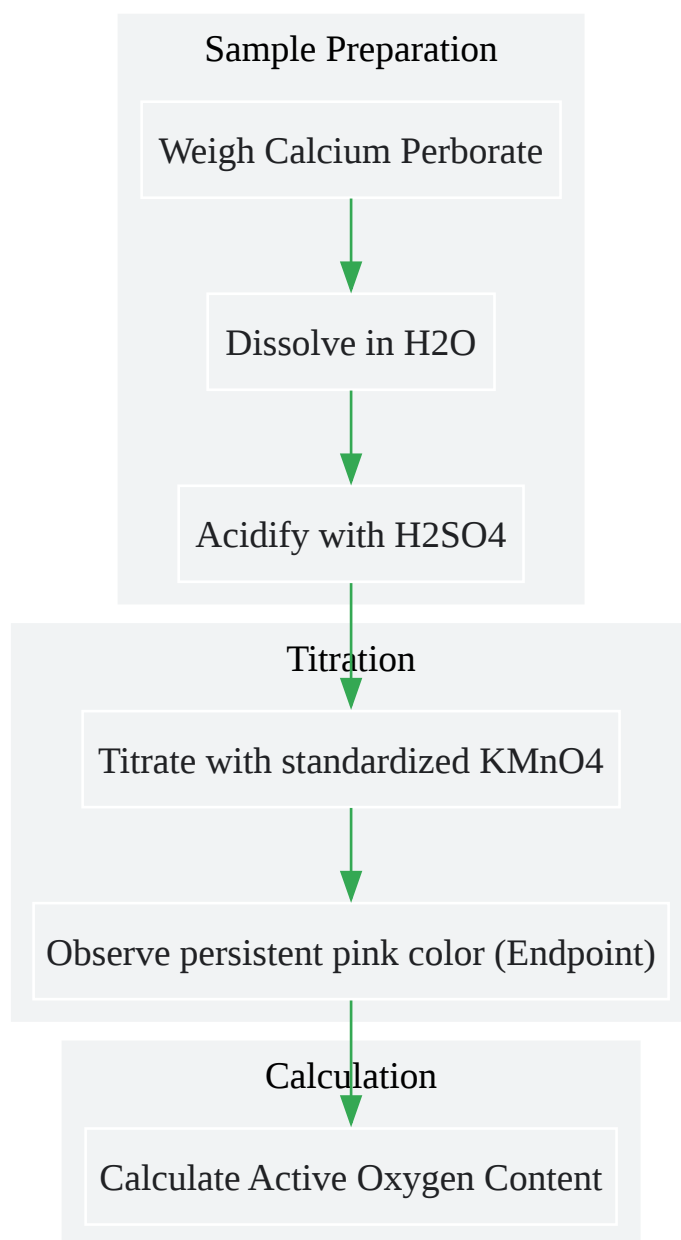 Sample Preparation
Weigh Calcium Perborate
Dissolve in H2O
Acidify with H2SO4
Titration
Titrate with standardized KMnO4
Observe persistent pink color (Endpoint)
Calculation
Calculate Active Oxygen Content